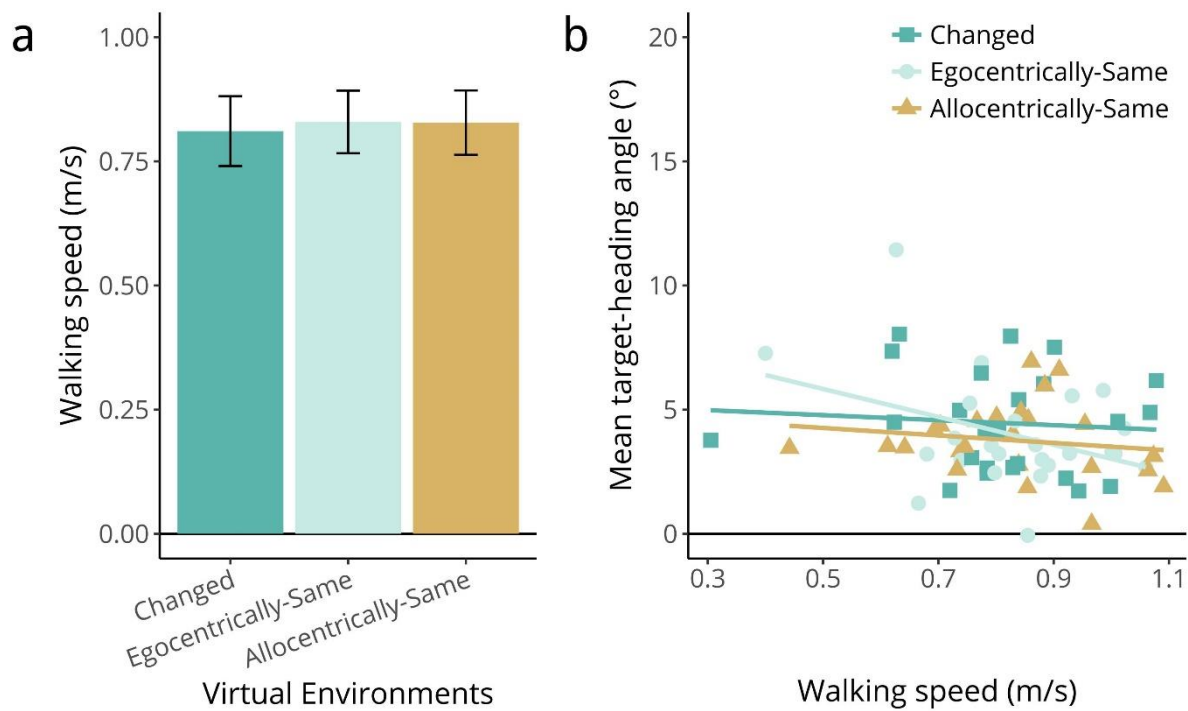 a
1.00
0.75
0.50
0.25
0.00
Walking speed (m/s)
Changed
Egocentrically-Same
Allocentrically-Same
Virtual Environments
b
Changed
Egocentrically-Same
Allocentrically-Same
20
15
10
5
0
Mean target-heading angle (°)
0.3 0.5 0.7 0.9 1.1
Walking speed (m/s)